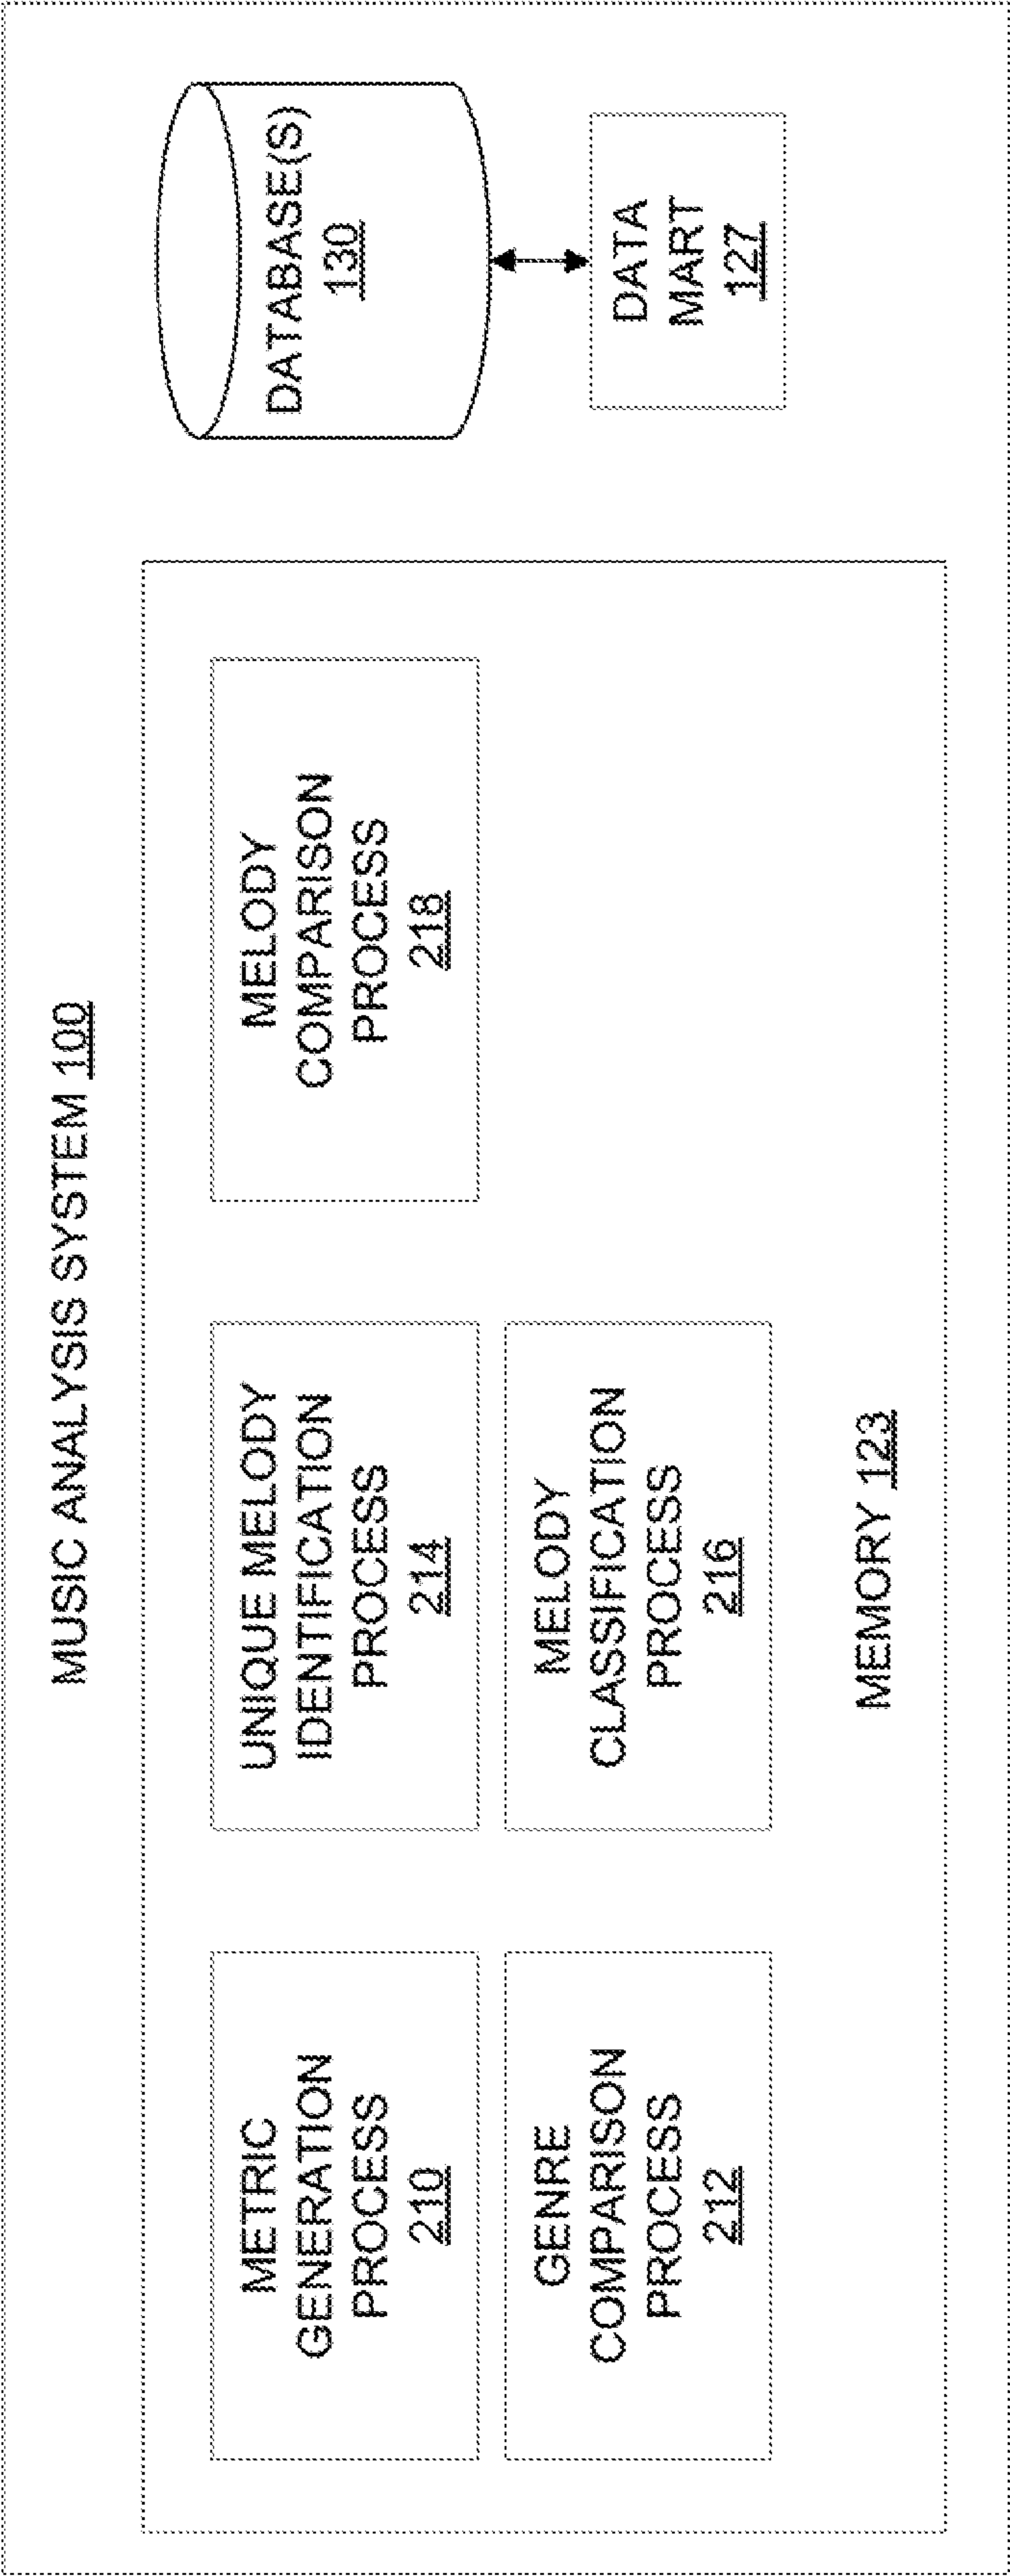 MUSIC ANALYSIS SYSTEM 100
METRIC
GENERATION
PROCESS
210
GENRE
COMPARISON
PROCESS
212
UNIQUE MELODY
IDENTIFICATION
PROCESS
214
MELODY
CLASSIFICATION
PROCESS
216
MELODY
COMPARISON
PROCESS
218
MEMORY 123
DATABASE(S)
130
DATA
MART
127